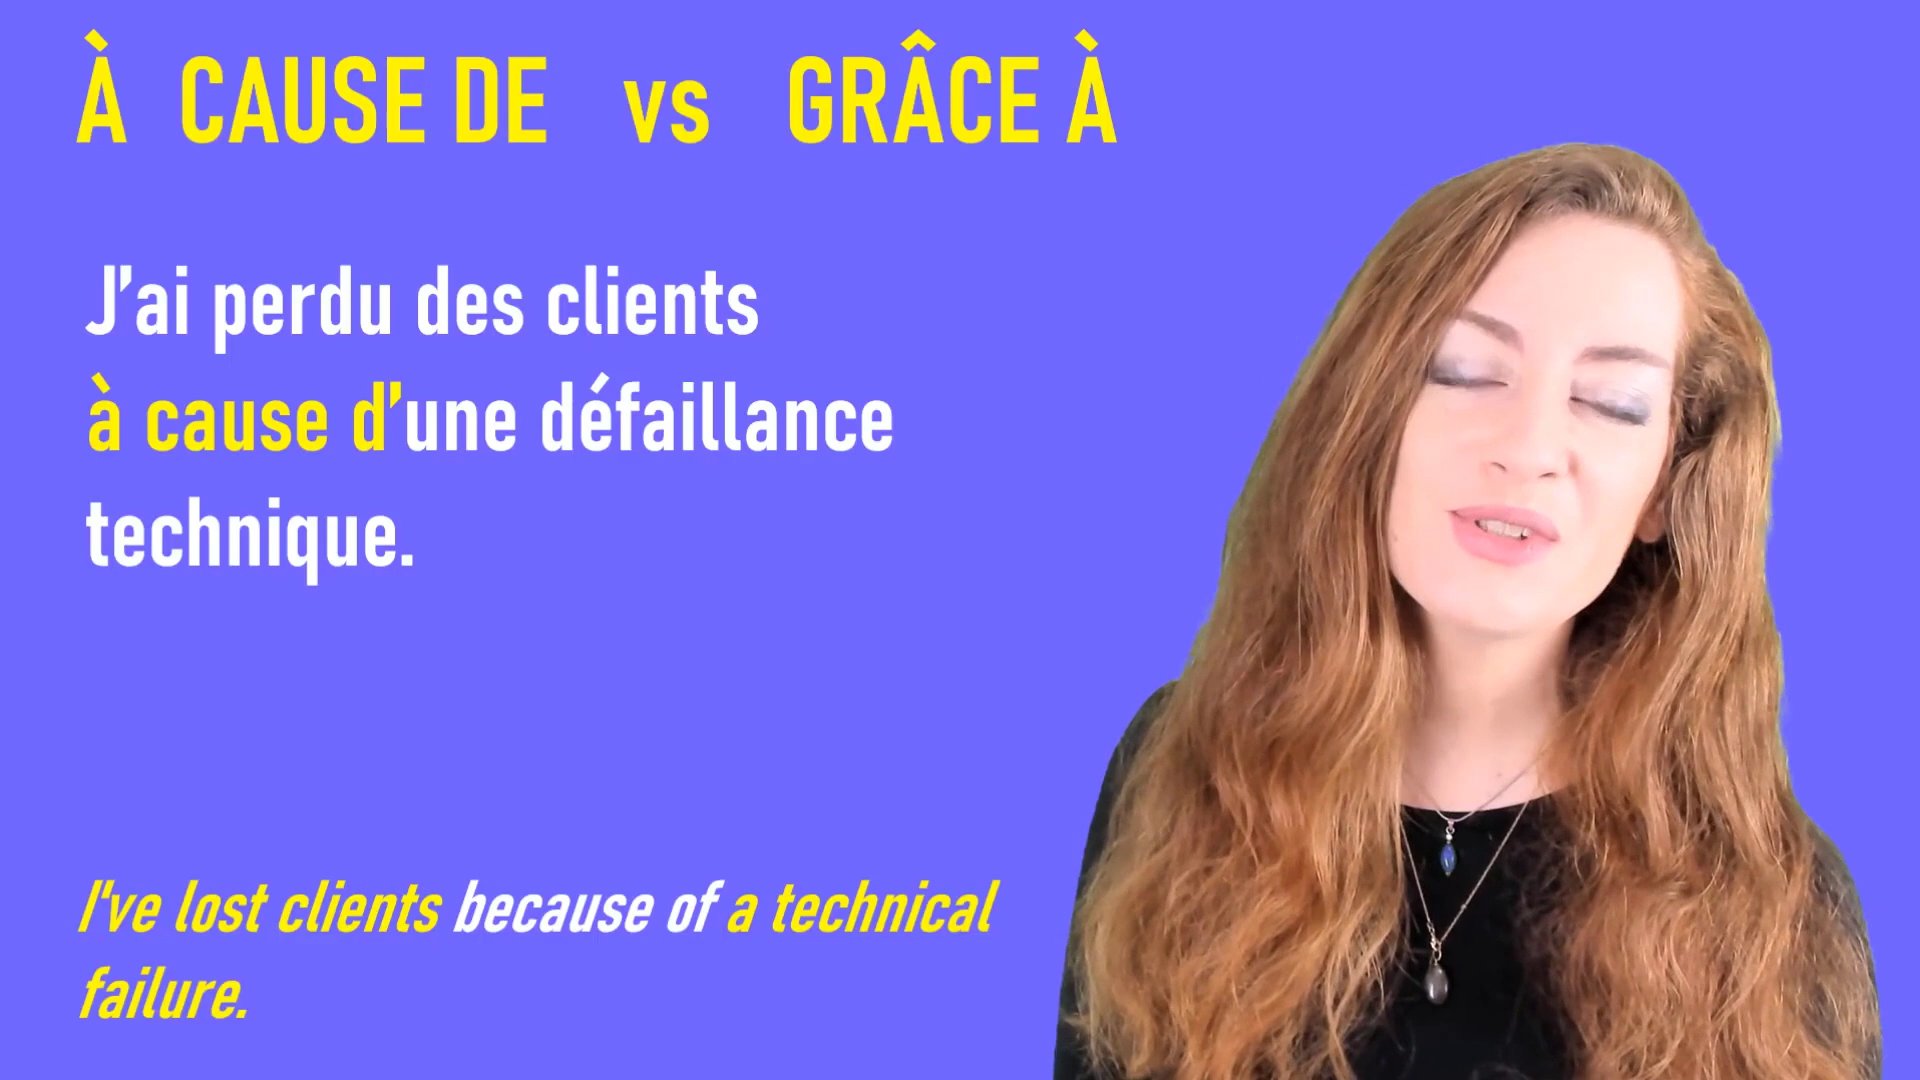 À CAUSE DE vs GRÂCE À
J’ai perdu des clients
à cause d’une défaillance
technique.
I've lost clients because of a technical
failure.